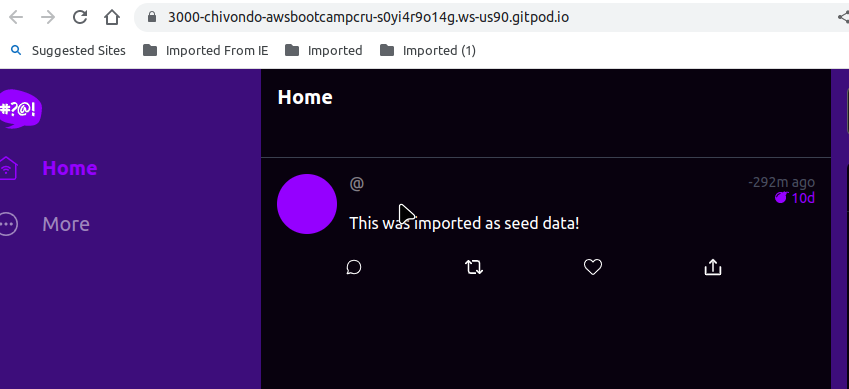 3000-chivondo-awsbootcampcru-s0yi4r9o14g.ws-us90.gitpod.io
Suggested Sites Imported From IE Imported Imported (1)
#?@!
Home
Home
More
@
-292m ago
10d
This was imported as seed data!